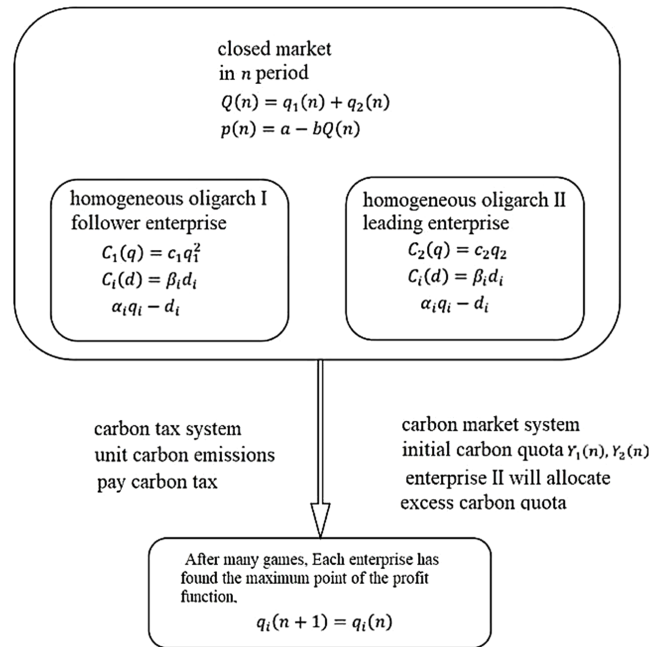 closed market
in n period
Q(n) = q₁(n) + q₂(n)
p(n) = a − bQ(n)
homogeneous oligarch I
follower enterprise
C₁(q) = c₁q₁²
Cᵢ(d) = βᵢdᵢ
αᵢqᵢ − dᵢ
homogeneous oligarch II
leading enterprise
C₂(q) = c₂q₂
Cᵢ(d) = βᵢdᵢ
αᵢqᵢ − dᵢ
carbon tax system
unit carbon emissions
pay carbon tax
carbon market system
initial carbon quota Y₁(n), Y₂(n)
enterprise II will allocate
excess carbon quota
After many games, Each enterprise has
found the maximum point of the profit
function,
qᵢ(n + 1) = qᵢ(n)